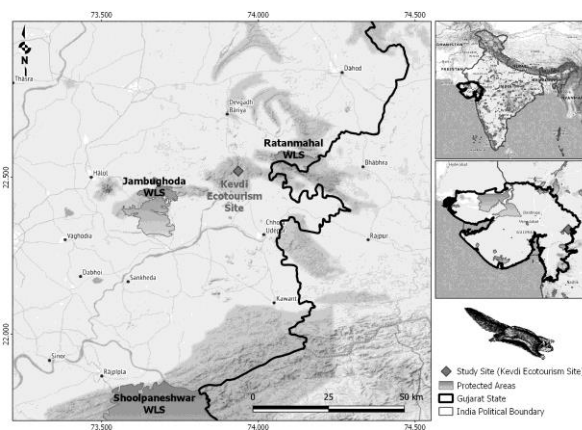 73.500
74.000
74.500
N
Thasra
Dahod
Devgadh
Bariya
Ratanmahal
WLS
22.500
Halol
Jambughoda
WLS
Kevdi
Ecotourism
Site
Bhabhra
Vaghodia
Chhota
Udepur
Rajpur
Dabhoi
Sankheda
Kawant
22.000
Sinor
Rajpipla
Shoolpaneshwar
WLS
0
25
50 km
73.500
74.000
74.500
Study Site (Kevdi Ecotourism Site)
Protected Areas
Gujarat State
India Political Boundary